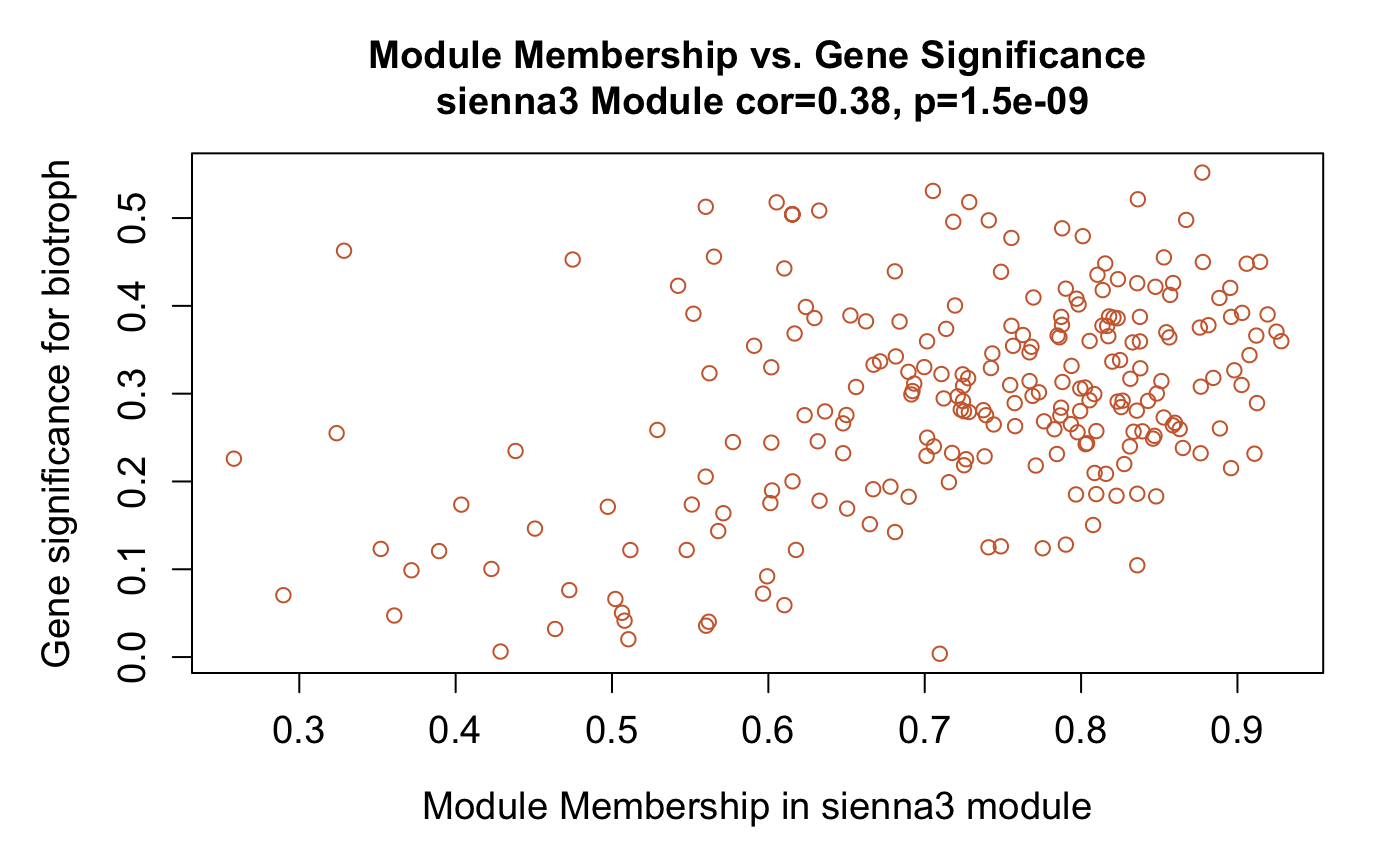 Module Membership vs. Gene Significance
sienna3 Module cor=0.38, p=1.5e-09
Gene significance for biotroph
0.5
0.4
0.3
0.2
0.1
0.0
0.3 0.4 0.5 0.6 0.7 0.8 0.9
Module Membership in sienna3 module